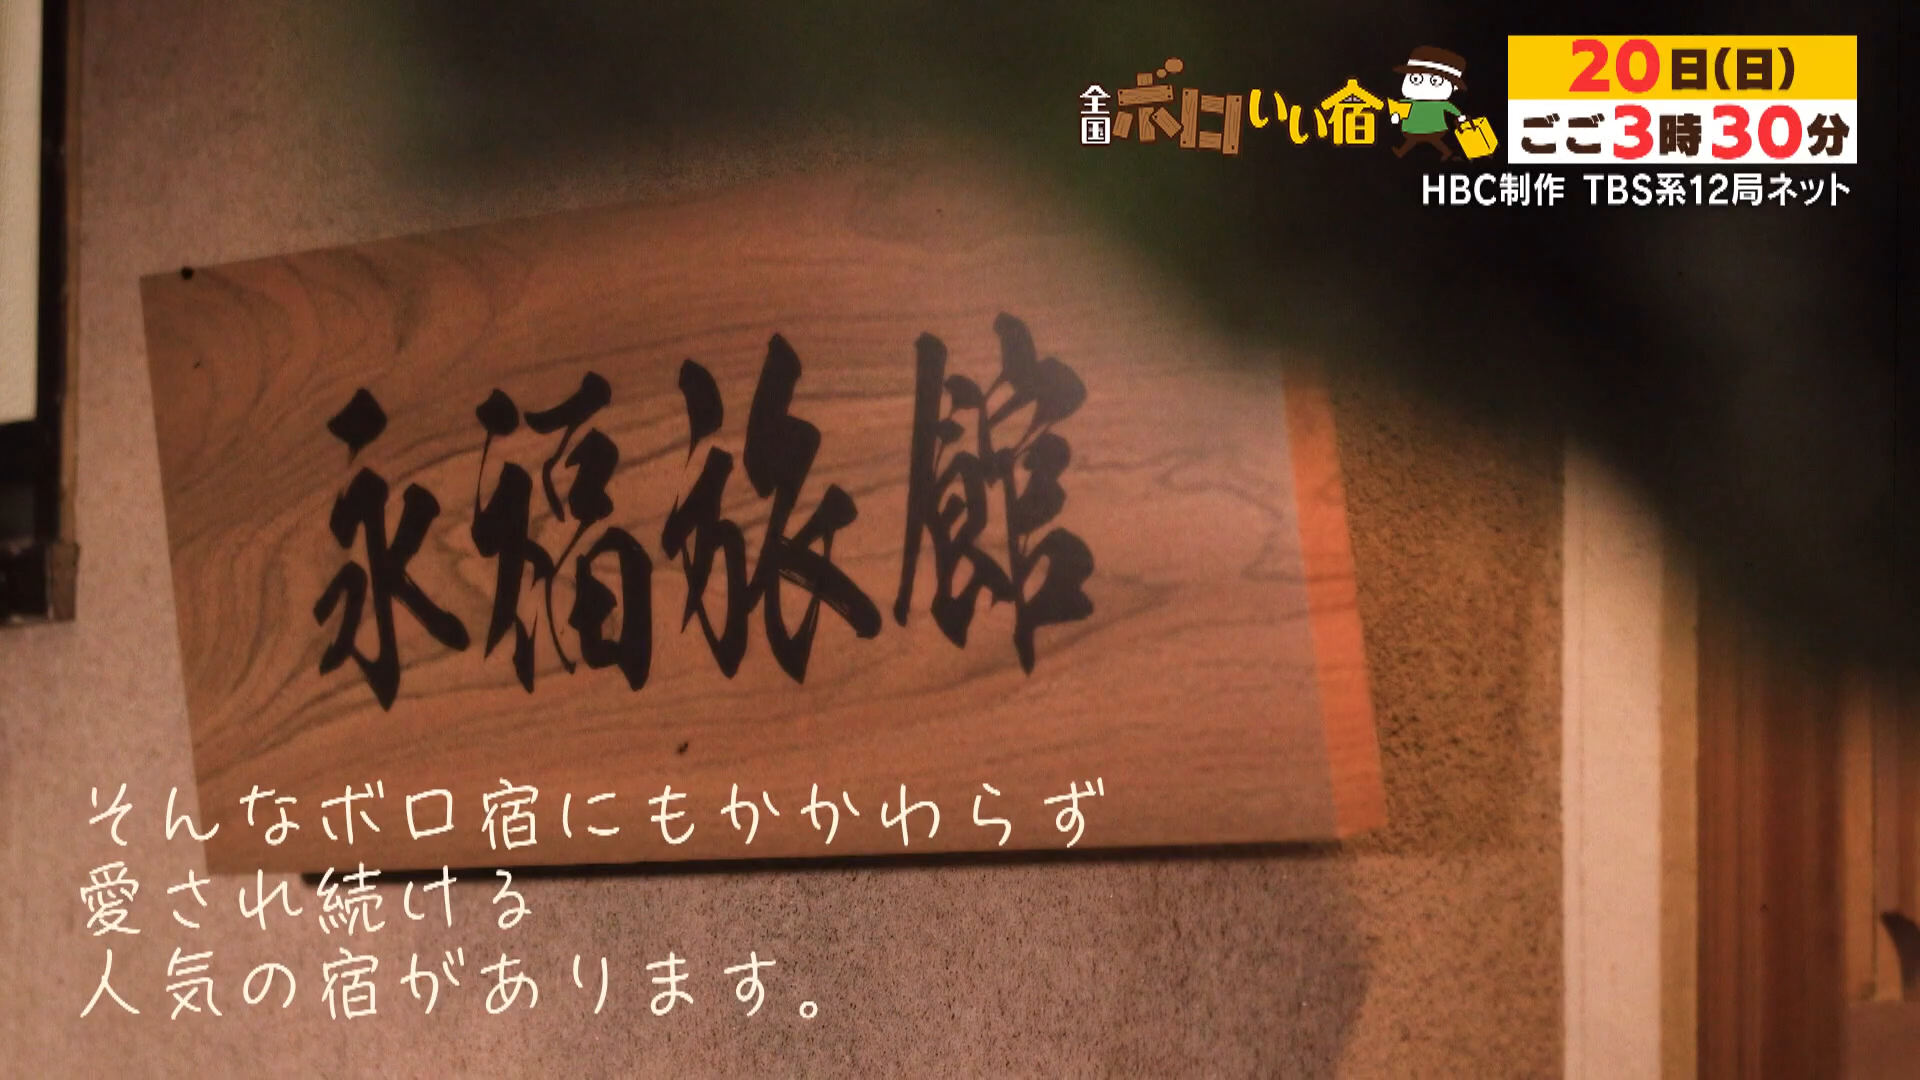 全国ボロいい宿
20日(日)
ごご3時30分
HBC制作 TBS系12局ネット
永福旅館
そんなボロ宿にもかかわらず
愛され続ける
人気の宿があります。